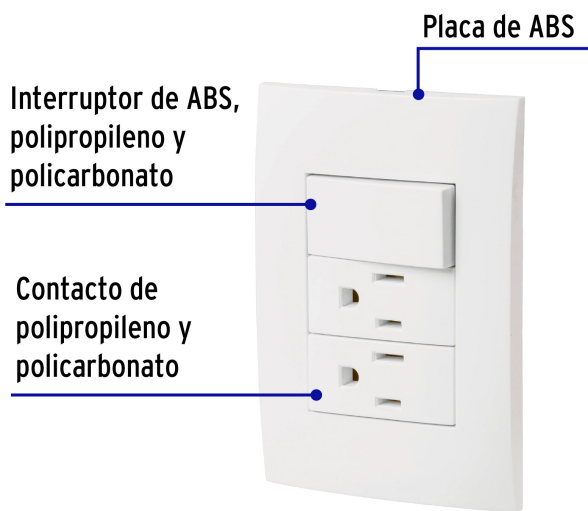 Placa de ABS
Interruptor de ABS,
polipropileno y
policarbonato
Contacto de
polipropileno y
policarbonato